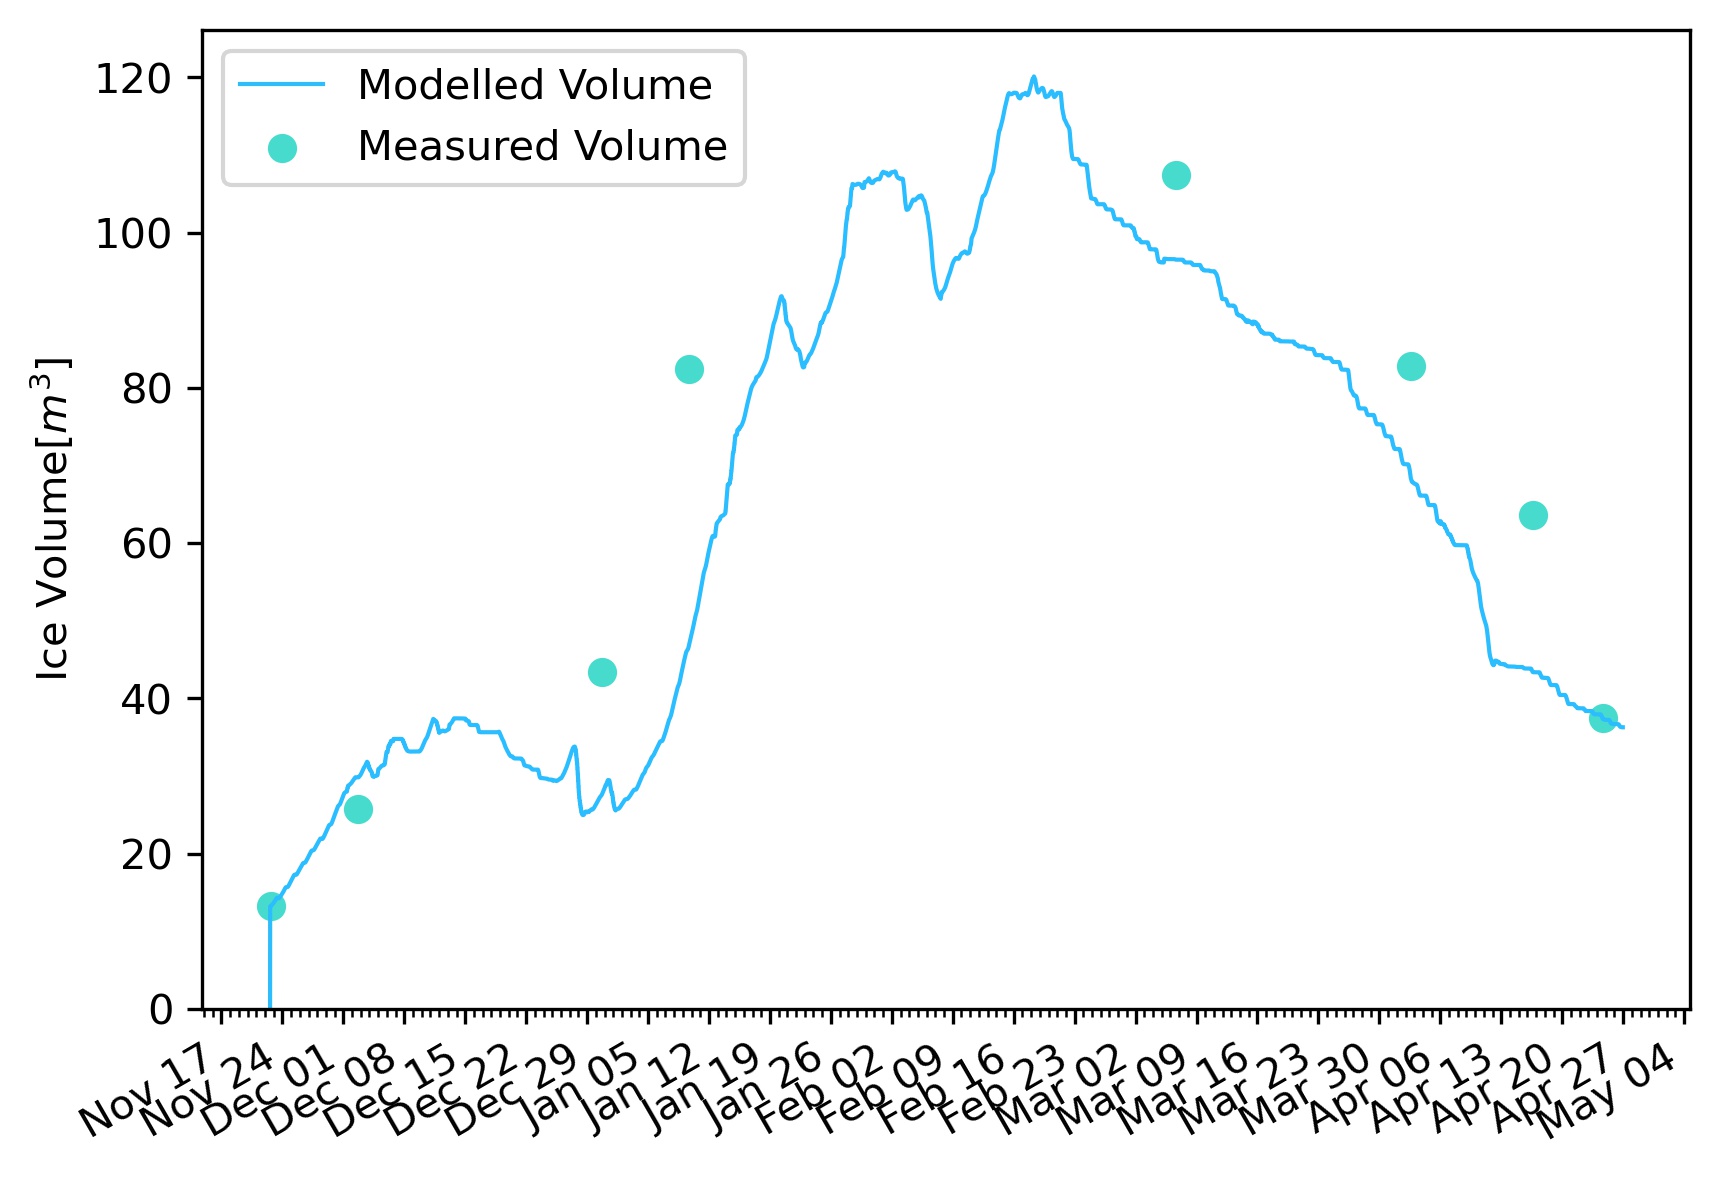 Modelled Volume
Measured Volume
Ice Volume[m³]
120
100
80
60
40
20
0
Nov 17
Nov 24
Dec 01
Dec 08
Dec 15
Dec 22
Dec 29
Jan 05
Jan 12
Jan 19
Jan 26
Feb 02
Feb 09
Feb 16
Feb 23
Mar 02
Mar 09
Mar 16
Mar 23
Mar 30
Apr 06
Apr 13
Apr 20
Apr 27
May 04